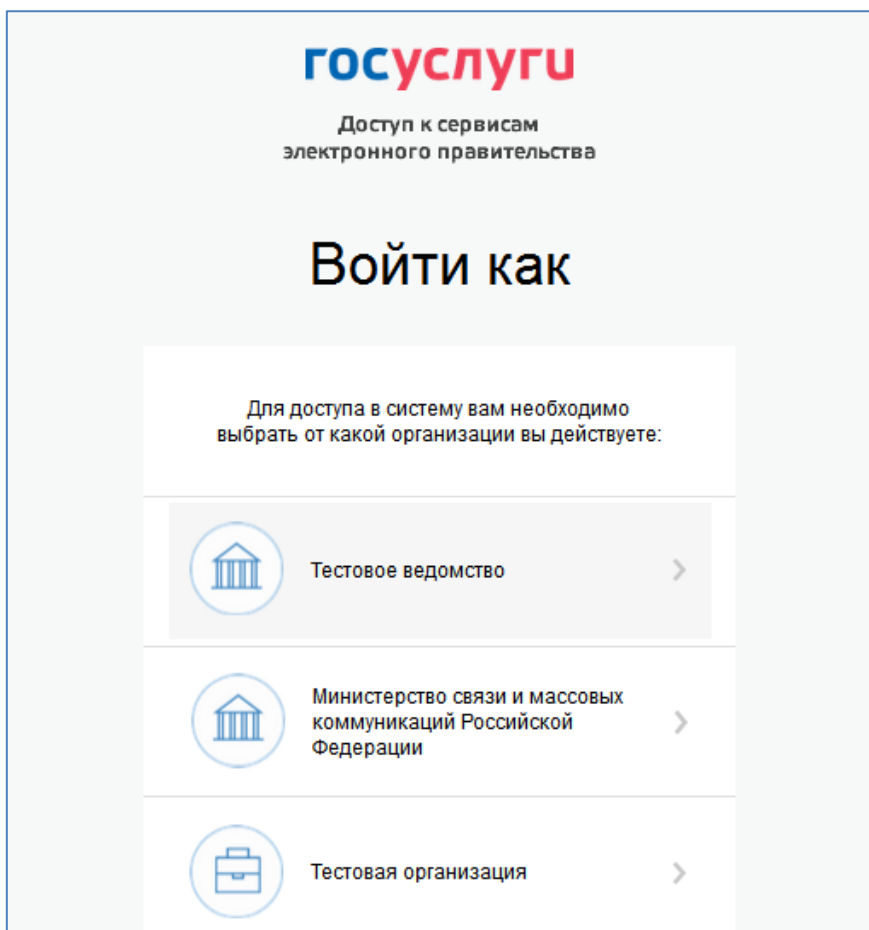 госуслуги
Доступ к сервисам
электронного правительства
Войти как
Для доступа в систему вам необходимо
выбрать от какой организации вы действуете:
Тестовое ведомство
Министерство связи и массовых
коммуникаций Российской
Федерации
Тестовая организация